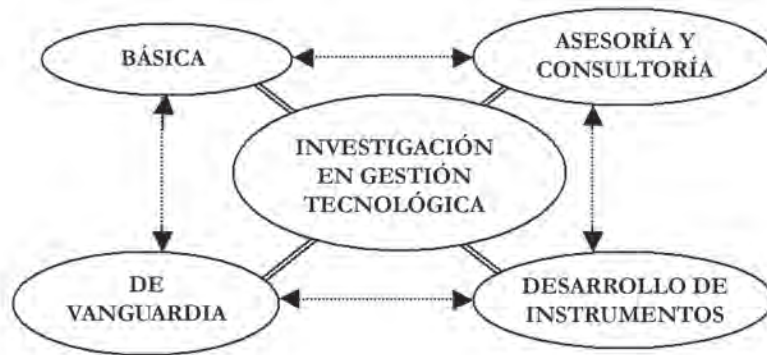 BÁSICA
ASESORÍA Y
CONSULTORÍA
INVESTIGACIÓN
EN GESTIÓN
TECNOLÓGICA
DE
VANGUARDIA
DESARROLLO DE
INSTRUMENTOS